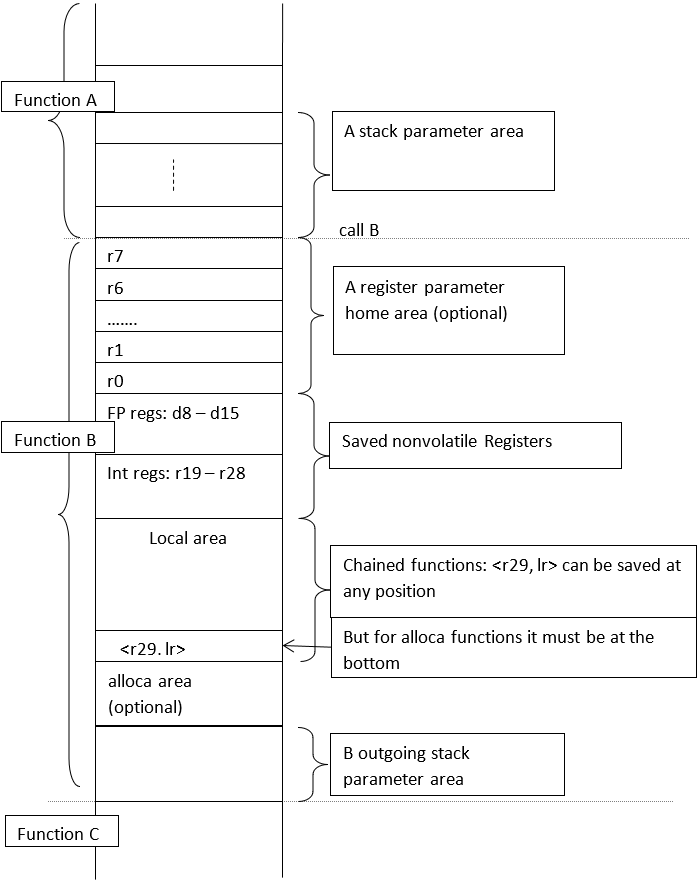 Function A
A stack parameter area
call B
r7
r6
.......
r1
r0
A register parameter
home area (optional)
FP regs: d8 – d15
Function B
Saved nonvolatile Registers
Int regs: r19 – r28
Local area
Chained functions: <r29, lr> can be saved at
any position
But for alloca functions it must be at the
bottom
<r29. lr>
alloca area
(optional)
B outgoing stack
parameter area
Function C